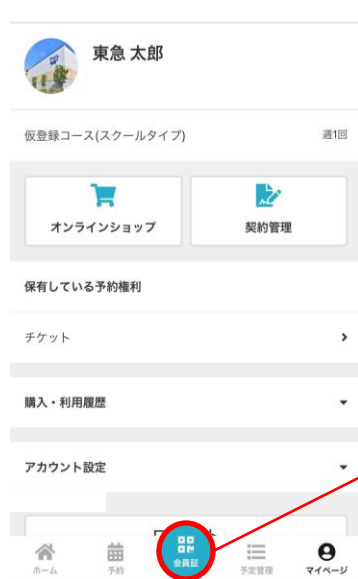 東急 太郎
仮登録コース(スクールタイプ) 週1回
オンラインショップ 契約管理
保有している予約権利
チケット
購入・利用履歴
アカウント設定
ホーム 予約 会員証 予定管理 マイページ